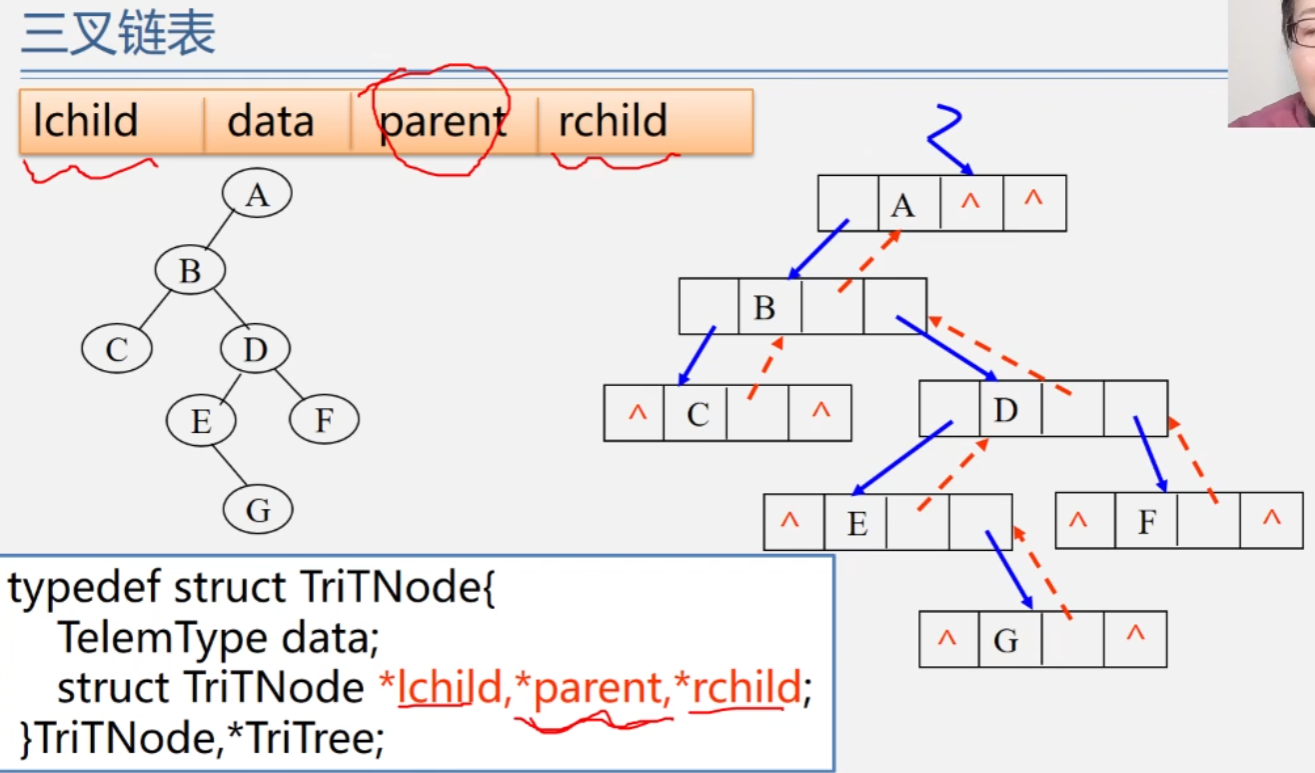 三叉链表
lchild data parent rchild
A
B
C D
E F
G
A ^ ^
B
^ C ^
D
^ E
^ F ^
^ G ^
typedef struct TriTNode{
TelemType data;
struct TriTNode *lchild,*parent,*rchild;
}TriTNode,*TriTree;